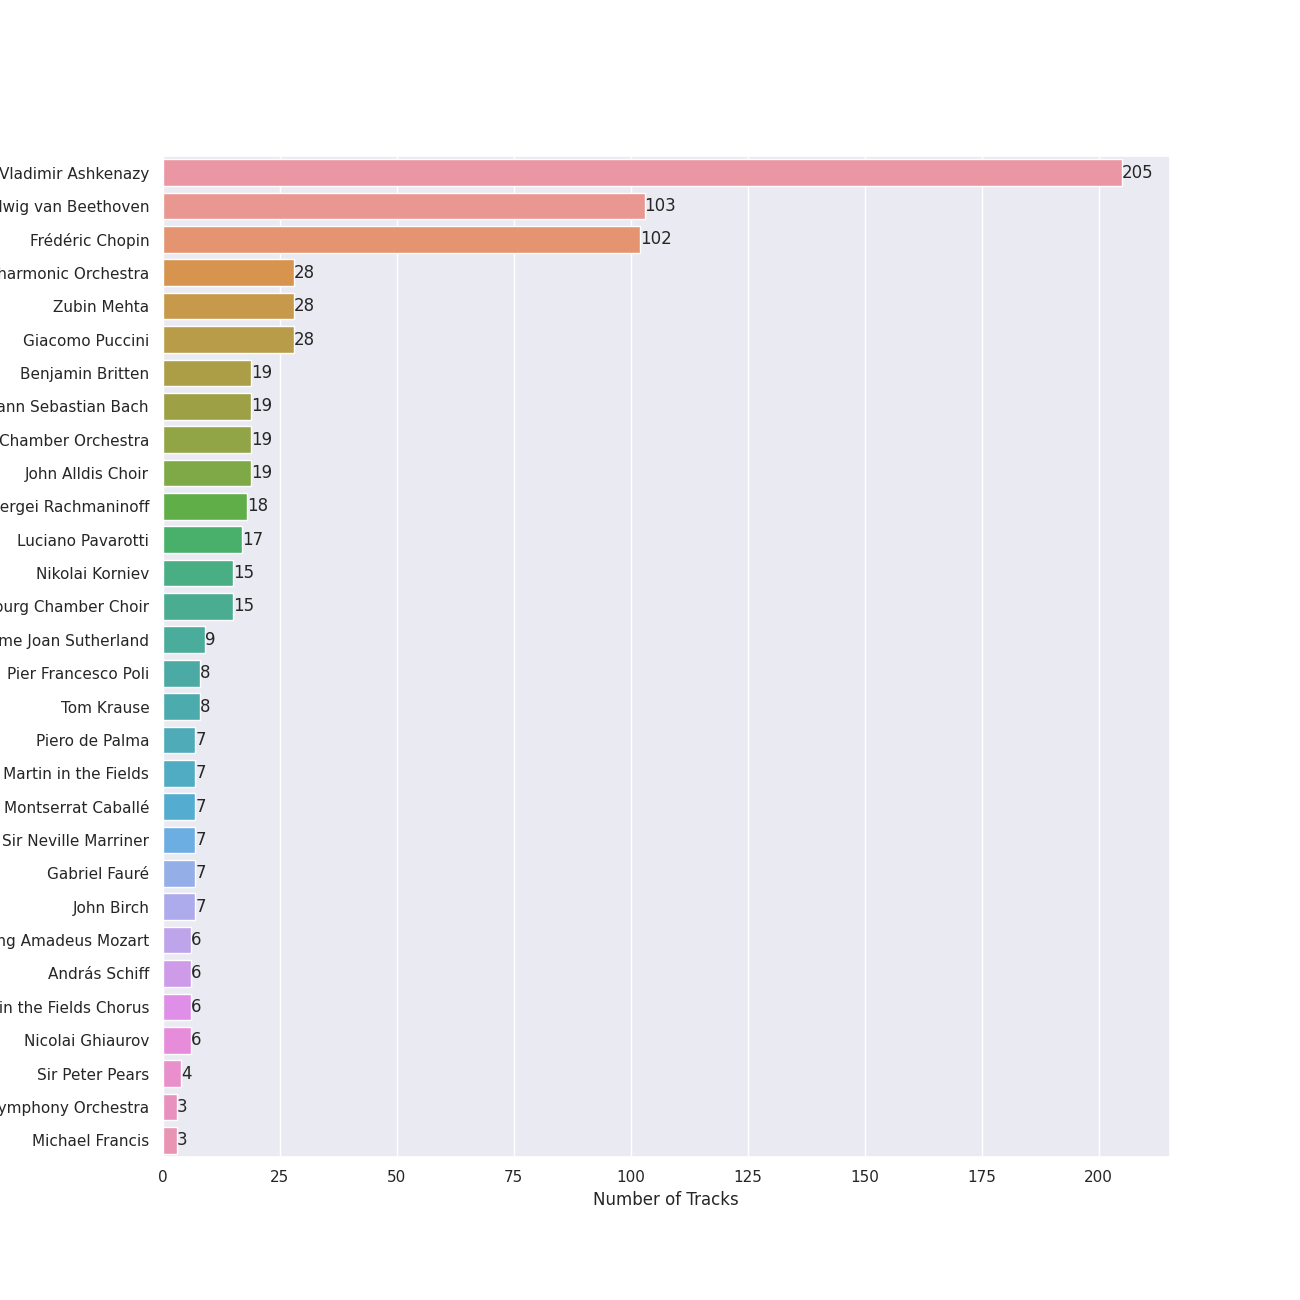 Vladimir Ashkenazy 205
lwig van Beethoven 103
Frédéric Chopin 102
harmonic Orchestra 28
Zubin Mehta 28
Giacomo Puccini 28
Benjamin Britten 19
ann Sebastian Bach 19
Chamber Orchestra 19
John Alldis Choir 19
ergei Rachmaninoff 18
Luciano Pavarotti 17
Nikolai Korniev 15
ourg Chamber Choir 15
me Joan Sutherland 9
Pier Francesco Poli 8
Tom Krause 8
Piero de Palma 7
Martin in the Fields 7
Montserrat Caballé 7
Sir Neville Marriner 7
Gabriel Fauré 7
John Birch 7
ng Amadeus Mozart 6
András Schiff 6
in the Fields Chorus 6
Nicolai Ghiaurov 6
Sir Peter Pears 4
ymphony Orchestra 3
Michael Francis 3
0 25 50 75 100 125 150 175 200
Number of Tracks